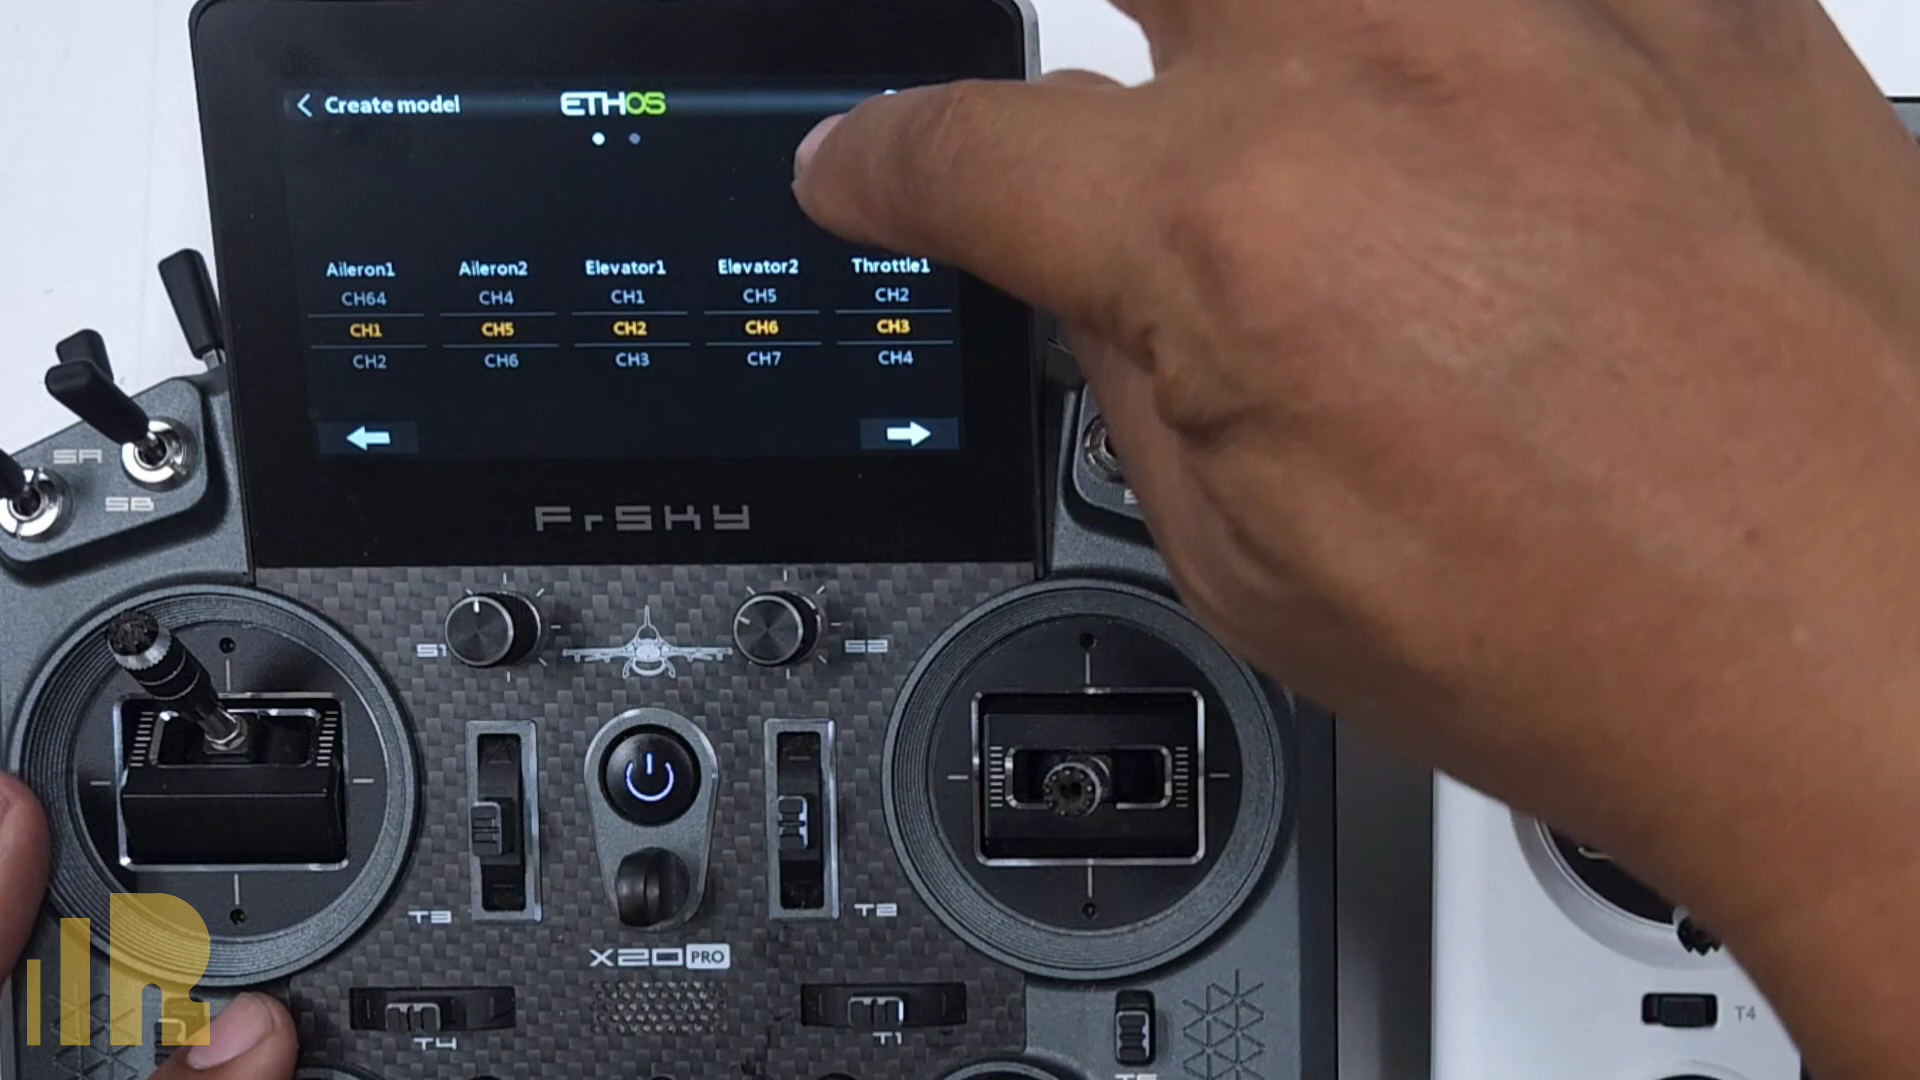 Create model
ETHOS
Aileron1 Aileron2 Elevator1 Elevator2 Throttle1
CH64 CH4 CH1 CH5 CH2
CH1 CH5 CH2 CH6 CH3
CH2 CH6 CH3 CH7 CH4
SA
SB
FrSKY
S1
S2
T3
T2
X20 PRO
T4
T1
T4
R